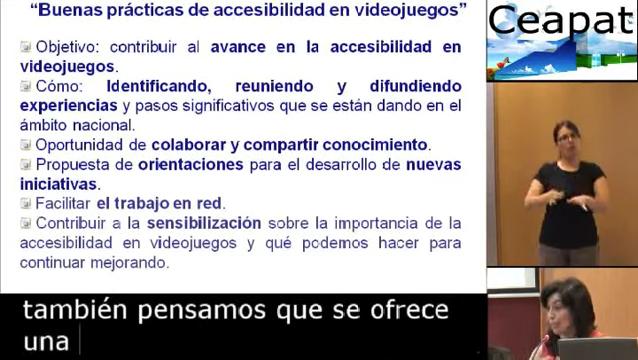 “Buenas prácticas de accesibilidad en videojuegos”
Objetivo: contribuir al avance en la accesibilidad en
videojuegos.
Cómo: Identificando, reuniendo y difundiendo
experiencias y pasos significativos que se están dando en el
ámbito nacional.
Oportunidad de colaborar y compartir conocimiento.
Propuesta de orientaciones para el desarrollo de nuevas
iniciativas.
Facilitar el trabajo en red.
Contribuir a la sensibilización sobre la importancia de la
accesibilidad en videojuegos y qué podemos hacer para
continuar mejorando.
Ceapat
también pensamos que se ofrece
una